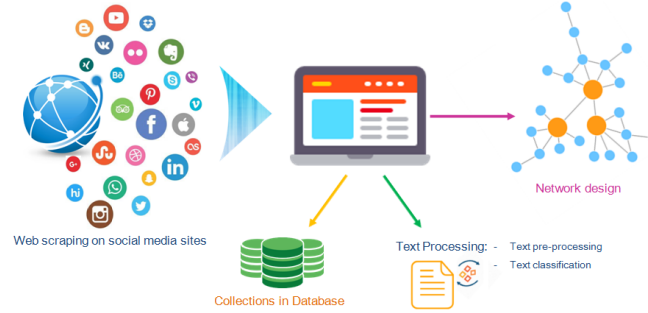 Web scraping on social media sites
Collections in Database
Text Processing: - Text pre-processing
- Text classification
Network design